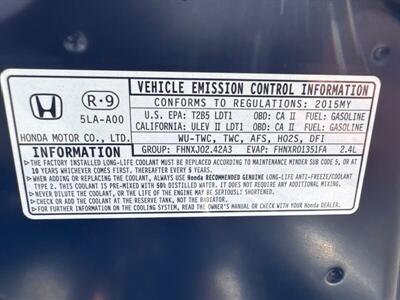 VEHICLE EMISSION CONTROL INFORMATION
CONFORMS TO REGULATIONS: 2015MY
R-9
5LA-A00
HONDA MOTOR CO., LTD.
U.S. EPA: T2B5 LDT1 OBD: CA II FUEL: GASOLINE
CALIFORNIA: ULEV II LDT1 OBD: CA II FUEL: GASOLINE
WU-TWC, TWC, AFS, HO2S, DFI
GROUP: FHNXJ02.42A3 EVAP: FHNXR0135IFA 2.4L
INFORMATION
▶THE FACTORY INSTALLED LONG-LIFE COOLANT MUST BE REPLACED ACCORDING TO MAINTENANCE MINDER SUB CODE 5, OR AT
10 YEARS WHICHEVER COMES FIRST. THEREAFTER EVERY 5 YEARS.
▶WHEN ADDING OR REPLACING THE COOLANT, ALWAYS USE Honda RECOMMENDED GENUINE LONG-LIFE ANTI-FREEZE/COOLANT
TYPE 2. THIS COOLANT IS PRE-MIXED WITH 50% DISTILLED WATER AND DOES NOT REQUIRE ANY ADDITIONAL MIXING.
▶NEVER DILUTE THE COOLANT, OR THE LIFE OF THE ENGINE MAY BE SERIOUSLY SHORTENED.
▶CHECK OR ADD COOLANT AT THE RESERVE TANK, NOT THE RADIATOR.
▶FOR FURTHER INFORMATION ON THE COOLING SYSTEM, READ THE OWNER'S MANUAL OR CHECK WITH AN AUTHORIZED